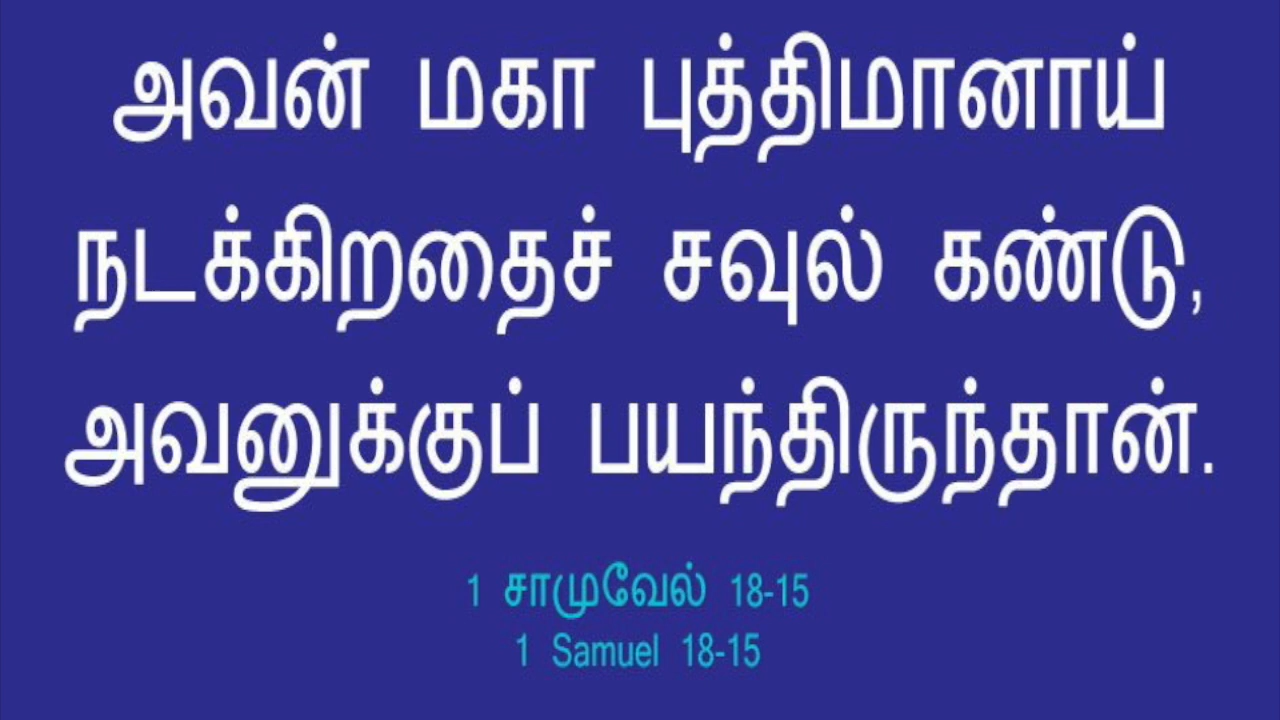 அவன் மகா புத்திமானாய்
நடக்கிறதைச் சவுல் கண்டு,
அவனுக்குப் பயந்திருந்தான்.
1 சாமுவேல் 18-15
1 Samuel 18-15